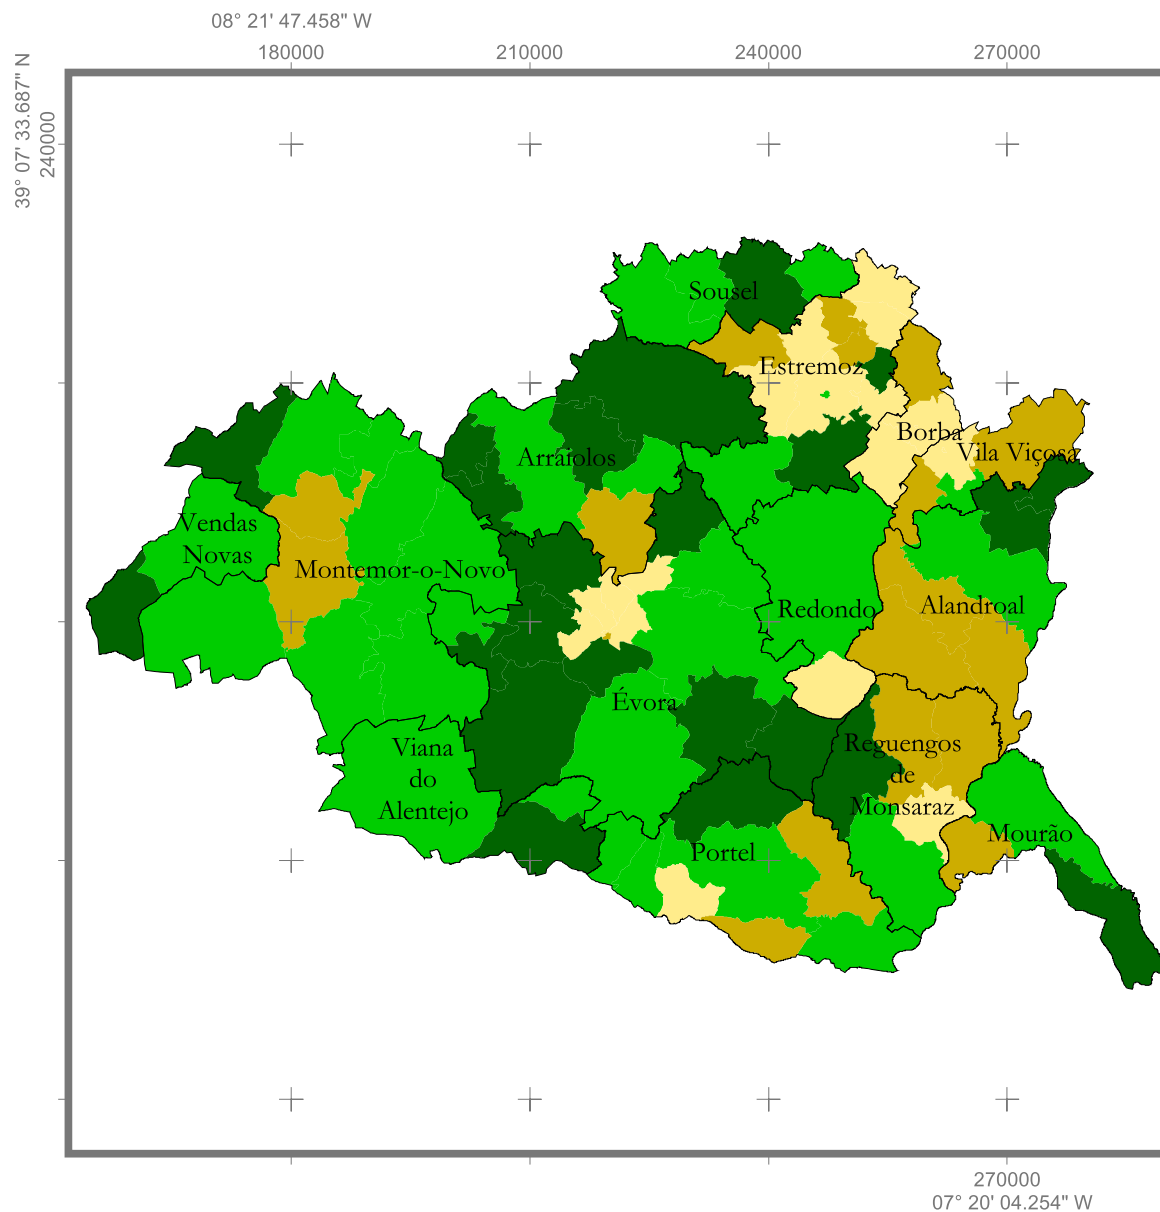 08° 21' 47.458" W
180000
210000
240000
270000
39° 07' 33.687" N
240000
Sousel
Estremoz
Borba
Vila Viçosa
Arraiolos
Vendas
Novas
Montemor-o-Novo
Redondo
Alandroal
Évora
Viana
do
Alentejo
Reguengos
de
Monsaraz
Mourão
Portel
270000
07° 20' 04.254" W